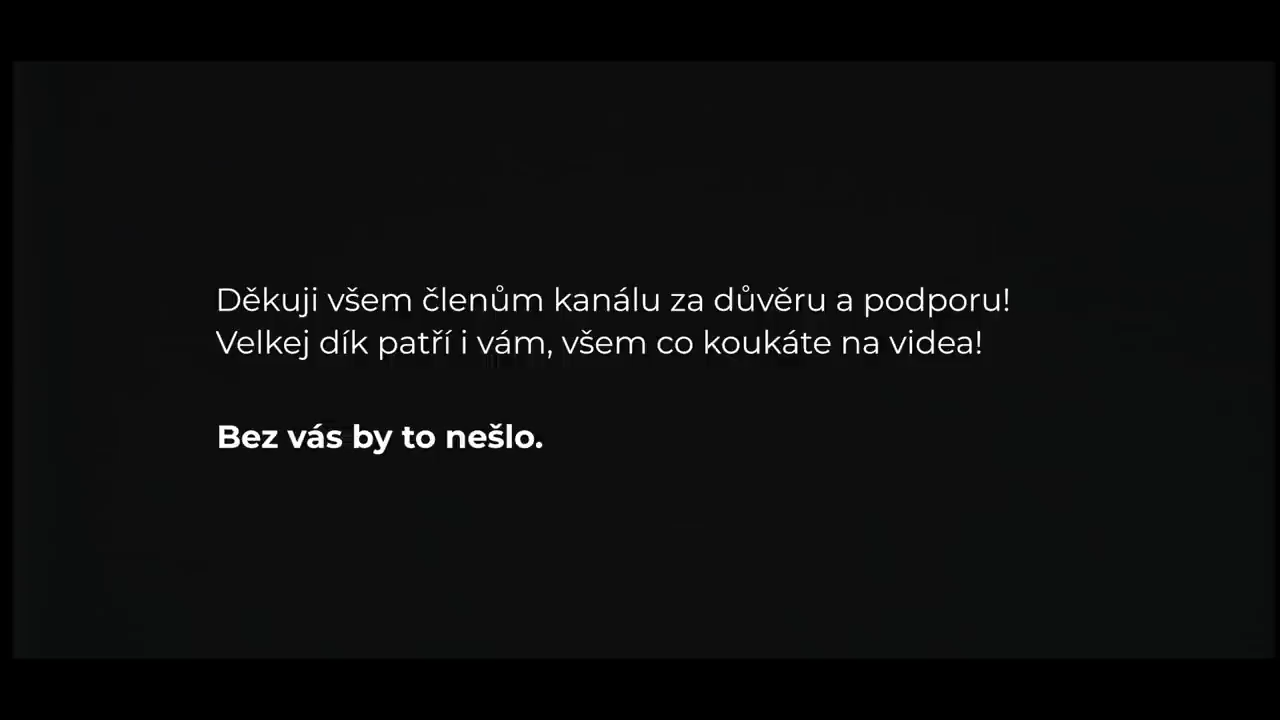 Děkuji všem členům kanálu za důvěru a podporu!
Velkej dík patří i vám, všem co koukáte na videa!
Bez vás by to nešlo.